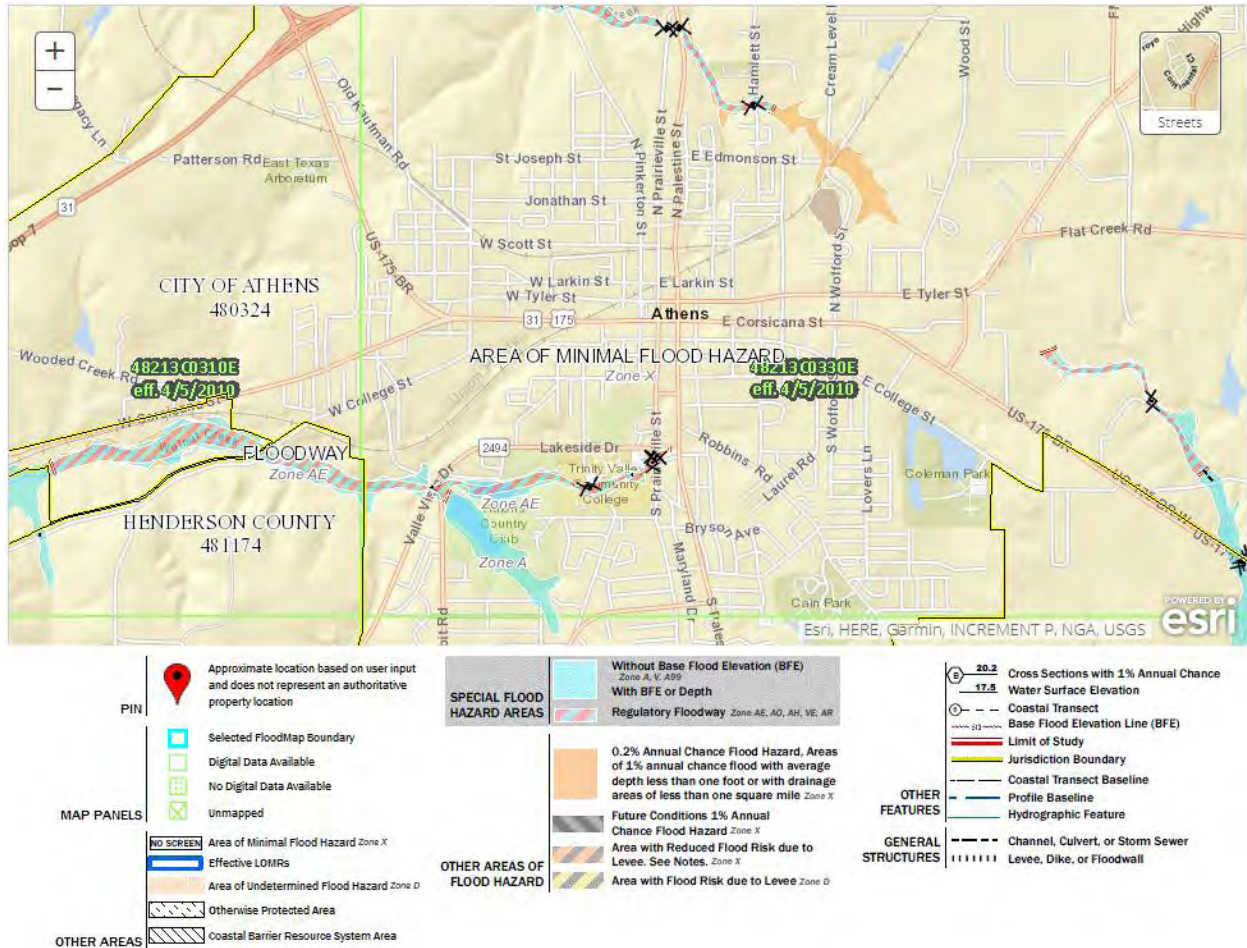 +
−
Creek
Hamlett St
Cream Level
Wood St
Highw
Streets
Old Kaufman Rd
Patterson Rd
East Texas
Arboretum
St Joseph St
E Edmonson St
N Pinkerton St
N Prairieville St
N Palestine St
Jonathan St
31
W Scott St
US-175-BR
Flat Creek Rd
N Wofford St
CITY OF ATHENS
480324
W Larkin St
E Larkin St
W Tyler St
E Tyler St
31
175
Athens
E Corsicana St
Wooded Creek Rd
48213C0310E
eff. 4/5/2010
AREA OF MINIMAL FLOOD HAZARD
Zone X
48213C0330E
eff. 4/5/2010
W Corsicana St
W College St
E College St
US-175-BR
Walnut Creek
FLOODWAY
Zone AE
2494
Lakeside Dr
Robbins Rd
Laurel Rd
Lovers Ln
Coleman Park
Trinity Valley
Community
College
S Prairieville St
Valle View Dr
Zone AE
Country
Club
Zone A
HENDERSON COUNTY
481174
Bryson Ave
Maryland Dr
Cain Park
Esri, HERE, Garmin, INCREMENT P, NGA, USGS
POWERED BY
esri
PIN
Approximate location based on user input
and does not represent an authoritative
property location
Selected FloodMap Boundary
Digital Data Available
No Digital Data Available
MAP PANELS
Unmapped
NO SCREEN Area of Minimal Flood Hazard Zone X
Effective LOMRs
Area of Undetermined Flood Hazard Zone D
Otherwise Protected Area
OTHER AREAS
Coastal Barrier Resource System Area
SPECIAL FLOOD
HAZARD AREAS
Without Base Flood Elevation (BFE)
Zone A, V, A99
With BFE or Depth
Regulatory Floodway Zone AE, AO, AH, VE, AR
0.2% Annual Chance Flood Hazard, Areas
of 1% annual chance flood with average
depth less than one foot or with drainage
areas of less than one square mile Zone X
Future Conditions 1% Annual
Chance Flood Hazard Zone X
Area with Reduced Flood Risk due to
Levee. See Notes. Zone X
OTHER AREAS OF
FLOOD HAZARD
Area with Flood Risk due to Levee Zone D
B 20.2 Cross Sections with 1% Annual Chance
17.5 Water Surface Elevation
Coastal Transect
Base Flood Elevation Line (BFE)
Limit of Study
Jurisdiction Boundary
Coastal Transect Baseline
OTHER
FEATURES
Profile Baseline
Hydrographic Feature
GENERAL
STRUCTURES
Channel, Culvert, or Storm Sewer
Levee, Dike, or Floodwall